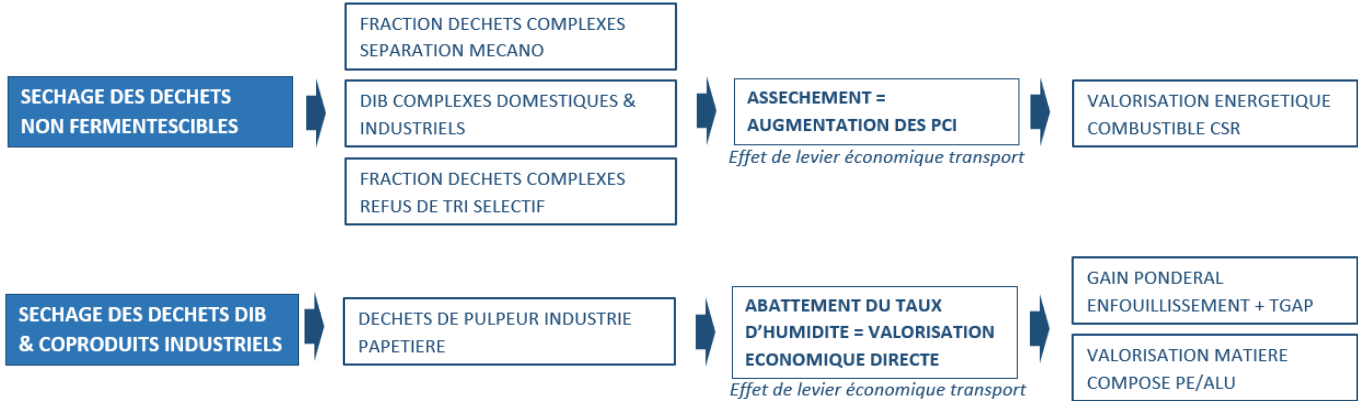 FRACTION DECHETS COMPLEXES
SEPARATION MECANO
SECHAGE DES DECHETS
NON FERMENTESCIBLES
DIB COMPLEXES DOMESTIQUES &
INDUSTRIELS
FRACTION DECHETS COMPLEXES
REFUS DE TRI SELECTIF
ASSECHEMENT =
AUGMENTATION DES PCI
Effet de levier économique transport
VALORISATION ENERGETIQUE
COMBUSTIBLE CSR
SECHAGE DES DECHETS DIB
& COPRODUITS INDUSTRIELS
DECHETS DE PULPEUR INDUSTRIE
PAPETIERE
ABATTEMENT DU TAUX
D'HUMIDITE = VALORISATION
ECONOMIQUE DIRECTE
Effet de levier économique transport
GAIN PONDERAL
ENFOUILLISSEMENT + TGAP
VALORISATION MATIERE
COMPOSE PE/ALU